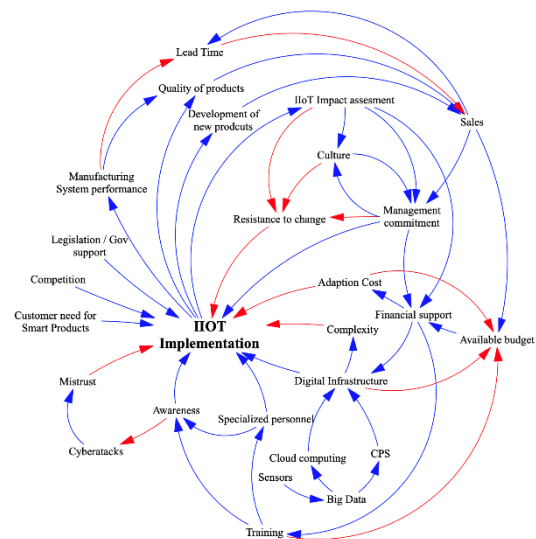 Lead Time
Quality of products
Development of
new prodcuts
IIoT Impact assesment
Sales
Culture
Manufacturing
System performance
Resistance to change
Management
commitment
Legislation / Gov
support
Competition
Adaption Cost
Customer need for
Smart Products
IIOT
Implementation
Financial support
Complexity
Available budget
Mistrust
Digital Infrastructure
Awareness
Specialized personnel
Cyberatacks
Cloud computing
CPS
Sensors
Big Data
Training